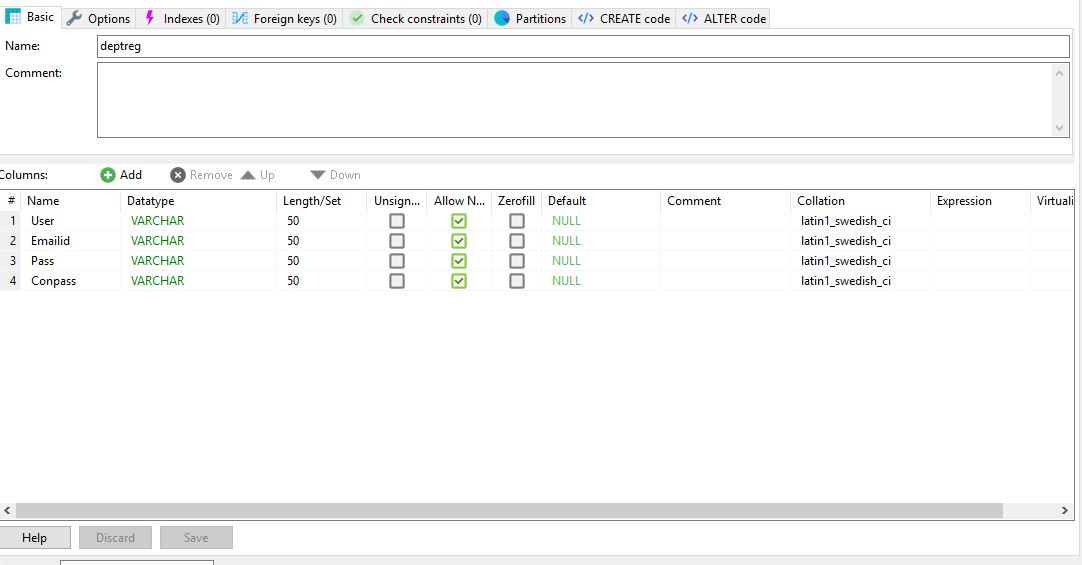 Basic Options Indexes (0) Foreign keys (0) Check constraints (0) Partitions CREATE code ALTER code
Name: deptreg
Comment:
Columns: Add Remove Up Down
# Name Datatype Length/Set Unsign... Allow N... Zerofill Default Comment Collation Expression Virtuali
1 User VARCHAR 50 NULL latin1_swedish_ci
2 Emailid VARCHAR 50 NULL latin1_swedish_ci
3 Pass VARCHAR 50 NULL latin1_swedish_ci
4 Conpass VARCHAR 50 NULL latin1_swedish_ci
Help Discard Save